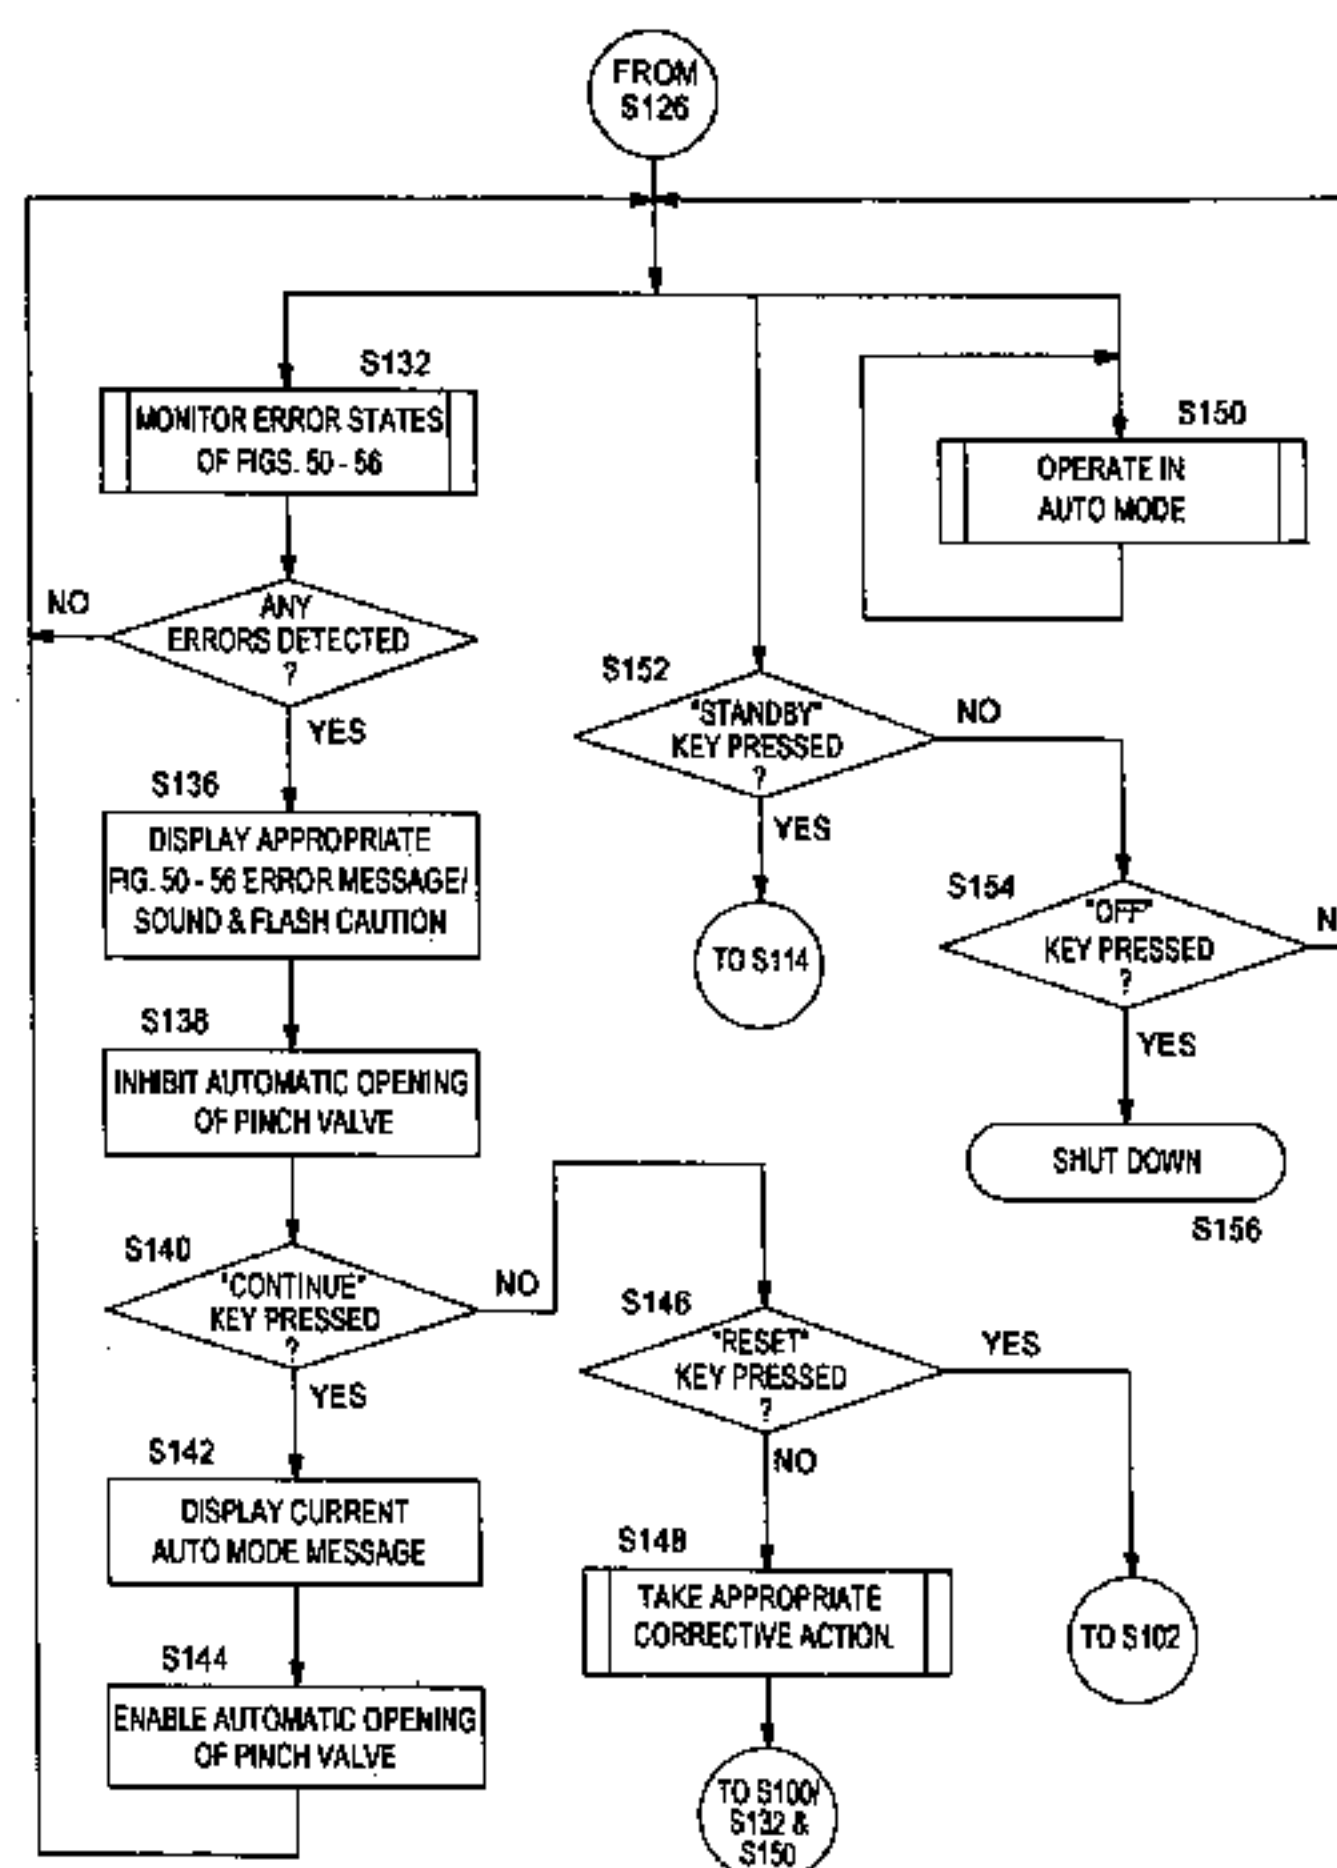 FROM
S126
S132
MONITOR ERROR STATES
OF FIGS. 50 - 56
S150
OPERATE IN
AUTO MODE
NO
ANY
ERRORS DETECTED
?
YES
S152
"STANDBY"
KEY PRESSED
?
NO
YES
S136
DISPLAY APPROPRIATE
FIG. 50 - 56 ERROR MESSAGE/
SOUND & FLASH CAUTION
TO S114
S154
"OFF"
KEY PRESSED
?
N
YES
S138
INHIBIT AUTOMATIC OPENING
OF PINCH VALVE
SHUT DOWN
S156
S140
"CONTINUE"
KEY PRESSED
?
NO
YES
S146
"RESET"
KEY PRESSED
?
YES
NO
S142
DISPLAY CURRENT
AUTO MODE MESSAGE
S148
TAKE APPROPRIATE
CORRECTIVE ACTION
TO S102
S144
ENABLE AUTOMATIC OPENING
OF PINCH VALVE
TO S100/
S132 &
S150